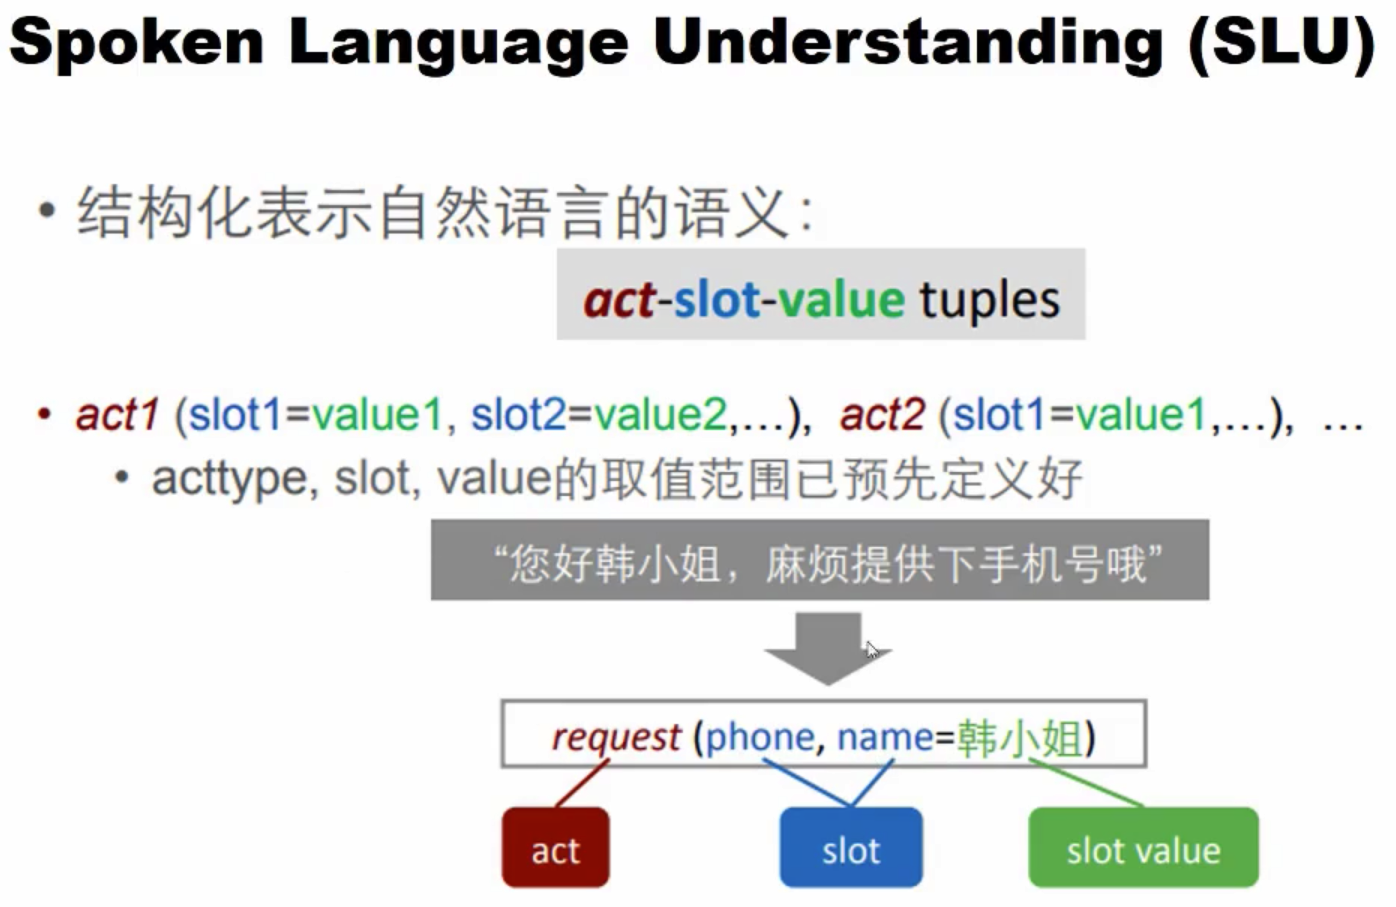 Spoken Language Understanding (SLU)
• 结构化表示自然语言的语义：
act-slot-value tuples
• act1 (slot1=value1, slot2=value2,…), act2 (slot1=value1,…), …
• acttype, slot, value的取值范围已预先定义好
“您好韩小姐，麻烦提供下手机号哦”
request (phone, name=韩小姐)
act
slot
slot value